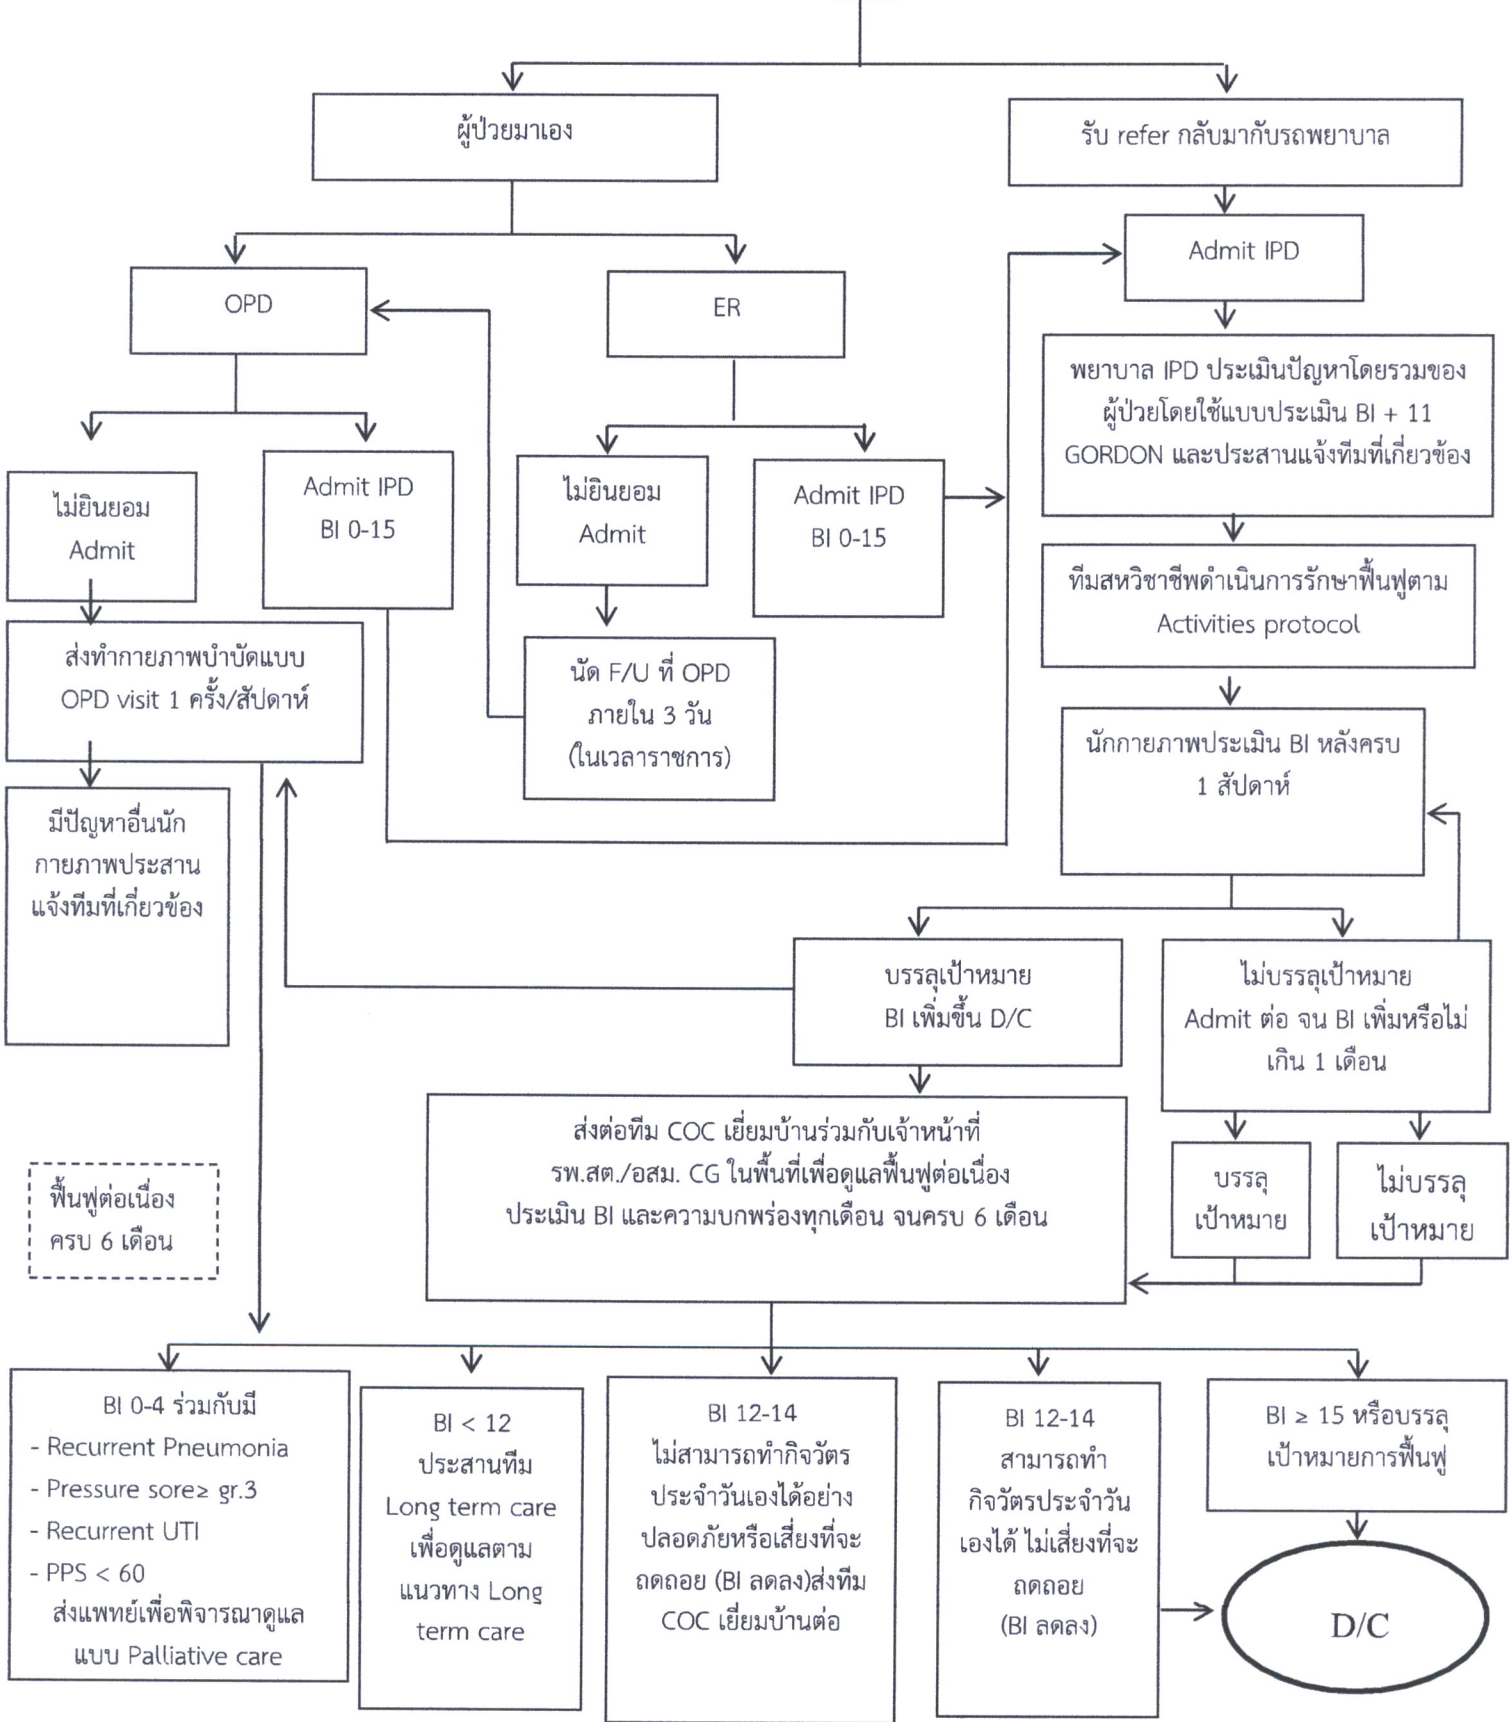 ผู้ป่วยมาเอง
รับ refer กลับมากับรถพยาบาล
Admit IPD
OPD
ER
พยาบาล IPD ประเมินปัญหาโดยรวมของ
ผู้ป่วยโดยใช้แบบประเมิน BI + 11
GORDON และประสานแจ้งทีมที่เกี่ยวข้อง
ไม่ยินยอม
Admit
Admit IPD
BI 0-15
ไม่ยินยอม
Admit
Admit IPD
BI 0-15
ทีมสหวิชาชีพดำเนินการรักษาฟื้นฟูตาม
Activities protocol
ส่งทำกายภาพบำบัดแบบ
OPD visit 1 ครั้ง/สัปดาห์
นัด F/U ที่ OPD
ภายใน 3 วัน
(ในเวลาราชการ)
นักกายภาพประเมิน BI หลังครบ
1 สัปดาห์
มีปัญหาอื่นนัก
กายภาพประสาน
แจ้งทีมที่เกี่ยวข้อง
บรรลุเป้าหมาย
BI เพิ่มขึ้น D/C
ไม่บรรลุเป้าหมาย
Admit ต่อ จน BI เพิ่มหรือไม่
เกิน 1 เดือน
ส่งต่อทีม COC เยี่ยมบ้านร่วมกับเจ้าหน้าที่
รพ.สต./อสม. CG ในพื้นที่เพื่อดูแลฟื้นฟูต่อเนื่อง
ประเมิน BI และความบกพร่องทุกเดือน จนครบ 6 เดือน
บรรลุ
เป้าหมาย
ไม่บรรลุ
เป้าหมาย
ฟื้นฟูต่อเนื่อง
ครบ 6 เดือน
BI 0-4 ร่วมกับมี
- Recurrent Pneumonia
- Pressure sore≥ gr.3
- Recurrent UTI
- PPS < 60
ส่งแพทย์เพื่อพิจารณาดูแล
แบบ Palliative care
BI < 12
ประสานทีม
Long term care
เพื่อดูแลตาม
แนวทาง Long
term care
BI 12-14
ไม่สามารถทำกิจวัตร
ประจำวันเองได้อย่าง
ปลอดภัยหรือเสี่ยงที่จะ
ถดถอย (BI ลดลง)ส่งทีม
COC เยี่ยมบ้านต่อ
BI 12-14
สามารถทำ
กิจวัตรประจำวัน
เองได้ ไม่เสี่ยงที่จะ
ถดถอย
(BI ลดลง)
BI ≥ 15 หรือบรรลุ
เป้าหมายการฟื้นฟู
D/C